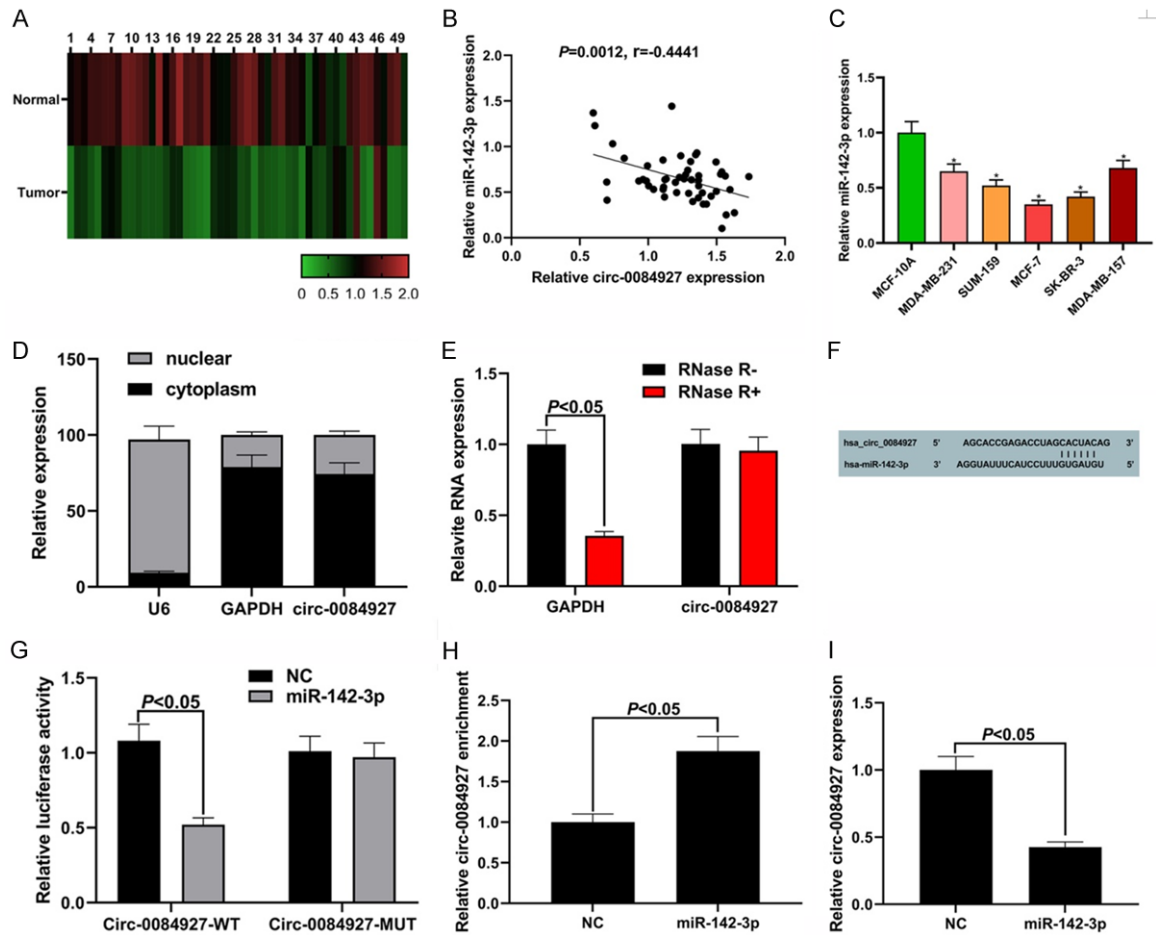 A
1 4 7 10 13 16 19 22 25 28 31 34 37 40 43 46 49
Normal
Tumor
0 0.5 1.0 1.5 2.0
B
P=0.0012, r=-0.4441
Relative miR-142-3p expression
2.0
1.5
1.0
0.5
0.0
0.0 0.5 1.0 1.5 2.0
Relative circ-0084927 expression
C
Relative miR-142-3p expression
1.5
1.0
0.5
0.0
* * * * *
MCF-10A
MDA-MB-231
SUM-159
MCF-7
SK-BR-3
MDA-MB-157
D
nuclear
cytoplasm
Relative expression
150
100
50
0
U6 GAPDH circ-0084927
E
RNase R-
RNase R+
P<0.05
Relavite RNA expression
1.5
1.0
0.5
0.0
GAPDH circ-0084927
F
hsa_circ_0084927 5' AGCACCGAGACCUAGCACUACAG 3'
hsa-miR-142-3p 3' AGGUAUUUCAUCCUUUGUGAUGU 5'
G
NC
miR-142-3p
P<0.05
Relative luciferase activity
1.5
1.0
0.5
0.0
Circ-0084927-WT Circ-0084927-MUT
H
P<0.05
Relative circ-0084927 enrichment
2.5
2.0
1.5
1.0
0.5
0.0
NC miR-142-3p
I
P<0.05
Relative circ-0084927 expression
1.5
1.0
0.5
0.0
NC miR-142-3p